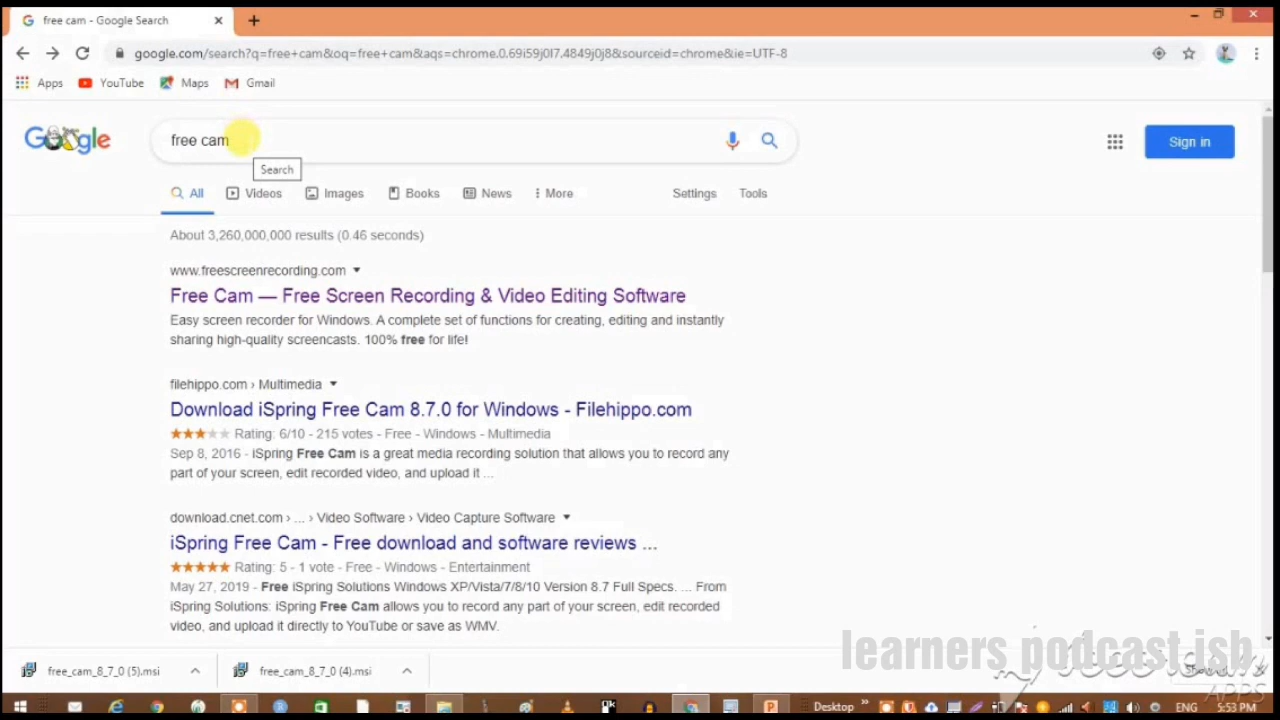 free cam - Google Search
google.com/search?q=free+cam&oq=free+cam&aqs=chrome.0.69i59j0l7.4849j0j8&sourceid=chrome&ie=UTF-8
Apps YouTube Maps Gmail
Google
free cam
Sign in
Search
All Videos Images Books News More Settings Tools
About 3,260,000,000 results (0.46 seconds)
www.freescreenrecording.com
Free Cam — Free Screen Recording & Video Editing Software
Easy screen recorder for Windows. A complete set of functions for creating, editing and instantly
sharing high-quality screencasts. 100% free for life!
filehippo.com › Multimedia
Download iSpring Free Cam 8.7.0 for Windows - Filehippo.com
Rating: 6/10 - 215 votes - Free - Windows - Multimedia
Sep 8, 2016 - iSpring Free Cam is a great media recording solution that allows you to record any
part of your screen, edit recorded video, and upload it ...
download.cnet.com › ... › Video Software › Video Capture Software
iSpring Free Cam - Free download and software reviews ...
Rating: 5 - 1 vote - Free - Windows - Entertainment
May 27, 2019 - Free iSpring Solutions Windows XP/Vista/7/8/10 Version 8.7 Full Specs. ... From
iSpring Solutions: iSpring Free Cam allows you to record any part of your screen, edit recorded
video, and upload it directly to YouTube or save as WMV.
learners podcast jsb
free_cam_8_7_0 (5).msi free_cam_8_7_0 (4).msi
APPS
Desktop ENG 5:53 PM